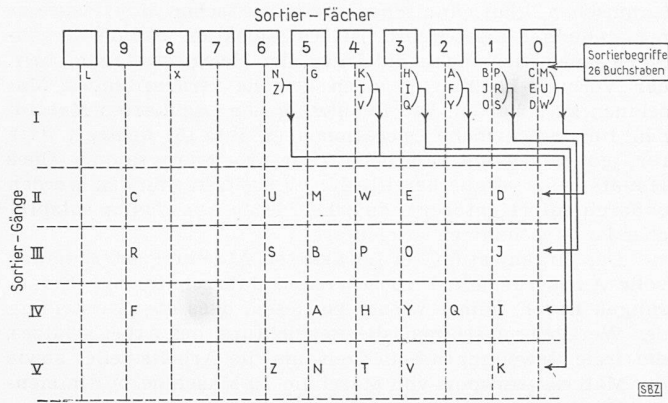 Sortier-Fächer
9 8 7 6 5 4 3 2 1 0
Sortierbegriffe
26 Buchstaben
L X N G K H A B P C M
Z T I F J R E U
V Q V O S D W
I
Sortier-Gänge
II C U M W E D
III R S B P O J
IV F A H Y Q I
V Z N T V K
SBZ